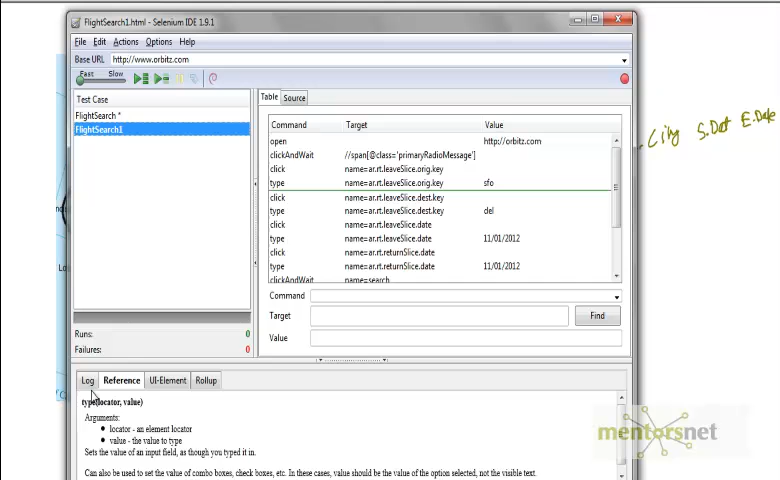 FlightSearch1.html - Selenium IDE 1.9.1
File Edit Actions Options Help
Base URL http://www.orbitz.com
Fast Slow
Test Case
FlightSearch *
FlightSearch1
Table Source
Command Target Value
open http://orbitz.com
clickAndWait //span[@class='primaryRadioMessage']
click name=ar.rt.leaveSlice.orig.key
type name=ar.rt.leaveSlice.orig.key sfo
click name=ar.rt.leaveSlice.dest.key
type name=ar.rt.leaveSlice.dest.key del
click name=ar.rt.leaveSlice.date
type name=ar.rt.leaveSlice.date 11/01/2012
click name=ar.rt.returnSlice.date
type name=ar.rt.returnSlice.date 11/01/2012
clickAndWait name=search
Command
Target Find
Value
Runs: 0
Failures: 0
Log Reference UI-Element Rollup
type(locator, value)
Arguments:
locator - an element locator
value - the value to type
Sets the value of an input field, as though you typed it in.
Can also be used to set the value of combo boxes, check boxes, etc. In these cases, value should be the value of the option selected, not the visible text.
City S.Dat E.Date
mentorsnet